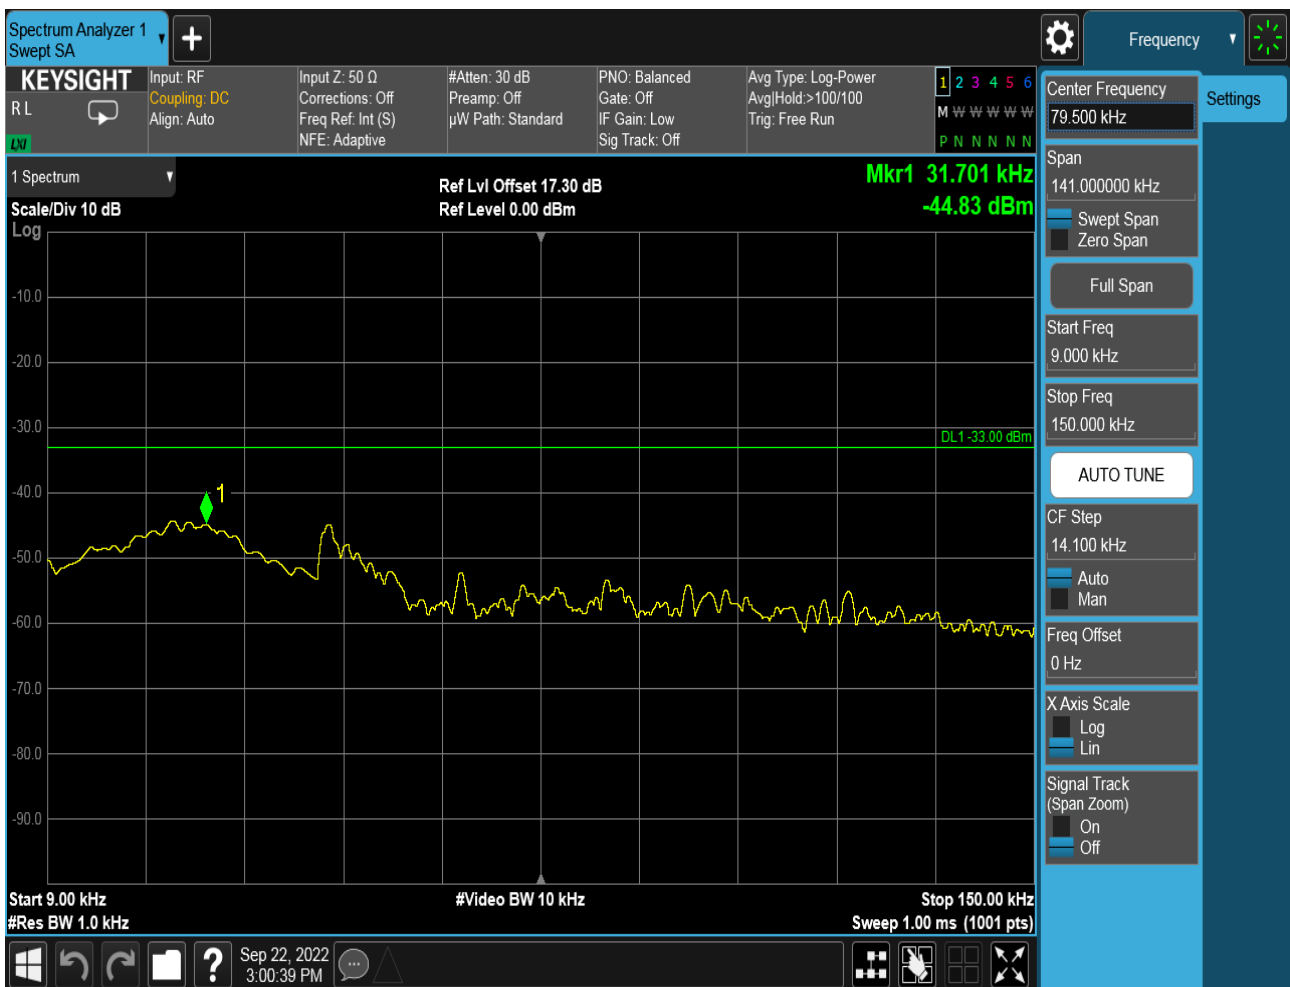 Spectrum Analyzer 1
Swept SA
Frequency
KEYSIGHT
R L
LXI
Input: RF
Coupling: DC
Align: Auto
Input Z: 50 Ω
Corrections: Off
Freq Ref: Int (S)
NFE: Adaptive
#Atten: 30 dB
Preamp: Off
µW Path: Standard
PNO: Balanced
Gate: Off
IF Gain: Low
Sig Track: Off
Avg Type: Log-Power
Avg|Hold:>100/100
Trig: Free Run
1 2 3 4 5 6
M W W W W W
P N N N N N
1 Spectrum
Scale/Div 10 dB
Log
Ref Lvl Offset 17.30 dB
Ref Level 0.00 dBm
Mkr1 31.701 kHz
-44.83 dBm
-10.0
-20.0
-30.0
DL1 -33.00 dBm
-40.0
1
-50.0
-60.0
-70.0
-80.0
-90.0
Start 9.00 kHz
#Res BW 1.0 kHz
#Video BW 10 kHz
Stop 150.00 kHz
Sweep 1.00 ms (1001 pts)
?
Sep 22, 2022
3:00:39 PM
Center Frequency
79.500 kHz
Span
141.000000 kHz
Swept Span
Zero Span
Full Span
Start Freq
9.000 kHz
Stop Freq
150.000 kHz
AUTO TUNE
CF Step
14.100 kHz
Auto
Man
Freq Offset
0 Hz
X Axis Scale
Log
Lin
Signal Track
(Span Zoom)
On
Off
Settings